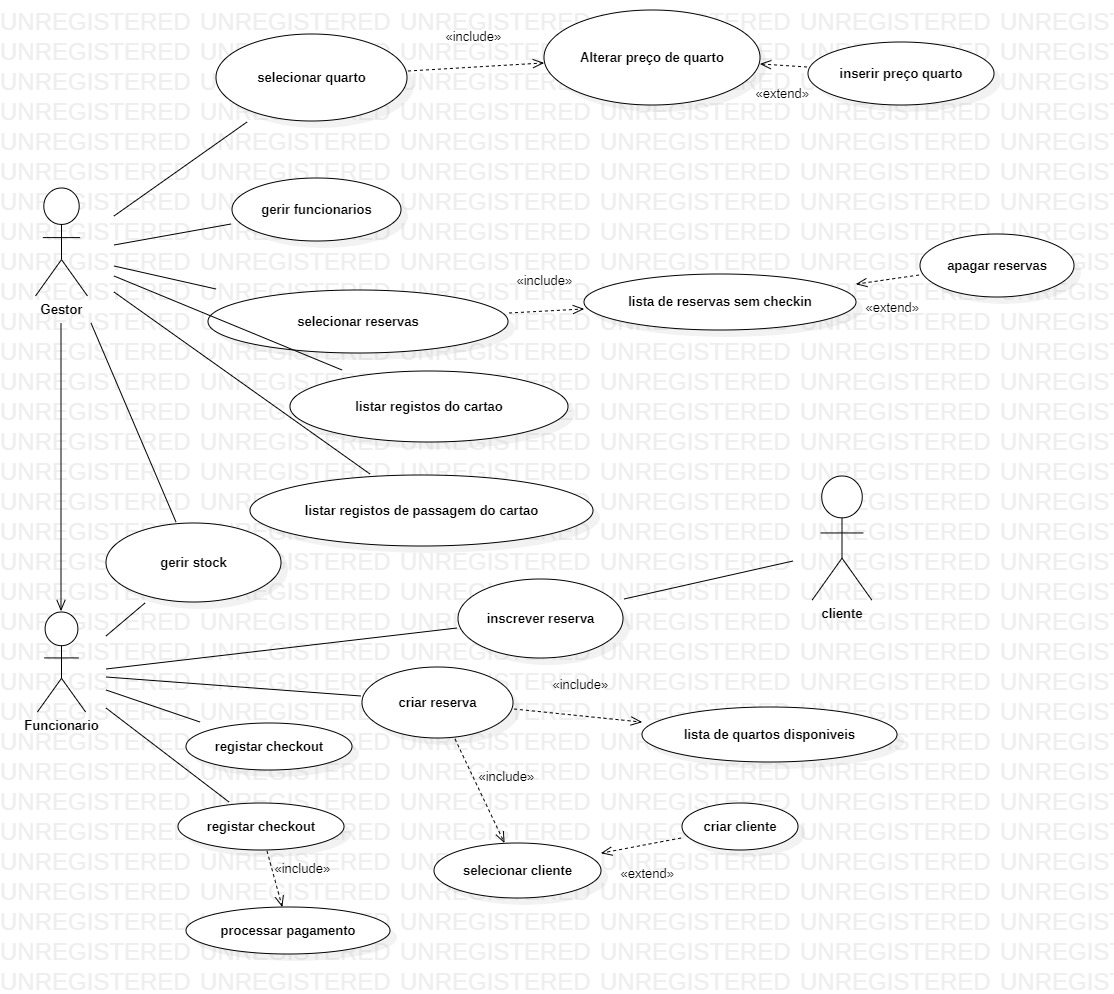 «include»
selecionar quarto
Alterar preço de quarto
inserir preço quarto
«extend»
gerir funcionarios
apagar reservas
«include»
lista de reservas sem checkin
«extend»
Gestor
selecionar reservas
listar registos do cartao
listar registos de passagem do cartao
gerir stock
cliente
inscrever reserva
«include»
criar reserva
Funcionario
lista de quartos disponiveis
registar checkout
«include»
registar checkout
criar cliente
«include»
selecionar cliente
«extend»
processar pagamento
UNREGISTERED